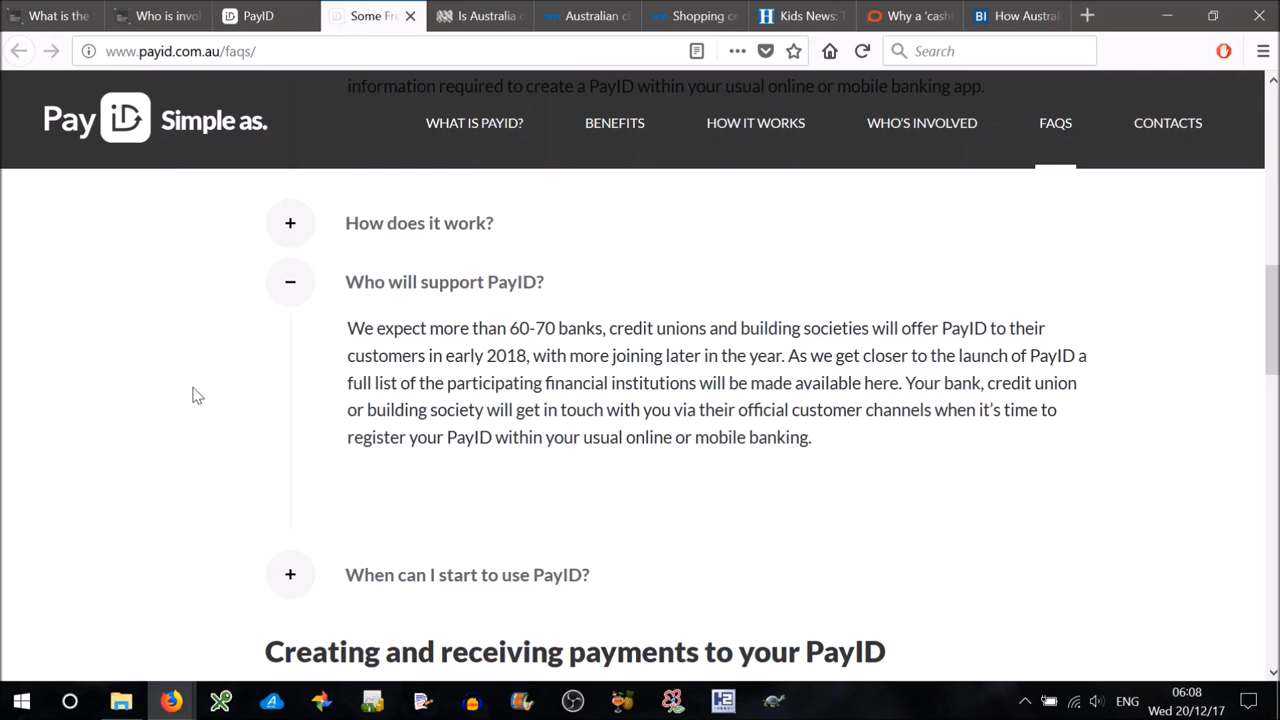 What is the
Who is invol
PayID
Some Fre
Is Australia c
Australian ci
Shopping ce
Kids News: T
Why a 'cashl
How Austral
www.payid.com.au/faqs/
Search
information required to create a PayID within your usual online or mobile banking app.
Pay iD Simple as.
WHAT IS PAYID?
BENEFITS
HOW IT WORKS
WHO'S INVOLVED
FAQS
CONTACTS
How does it work?
Who will support PayID?
We expect more than 60-70 banks, credit unions and building societies will offer PayID to their
customers in early 2018, with more joining later in the year. As we get closer to the launch of PayID a
full list of the participating financial institutions will be made available here. Your bank, credit union
or building society will get in touch with you via their official customer channels when it's time to
register your PayID within your usual online or mobile banking.
When can I start to use PayID?
Creating and receiving payments to your PayID
ENG
06:08
Wed 20/12/17